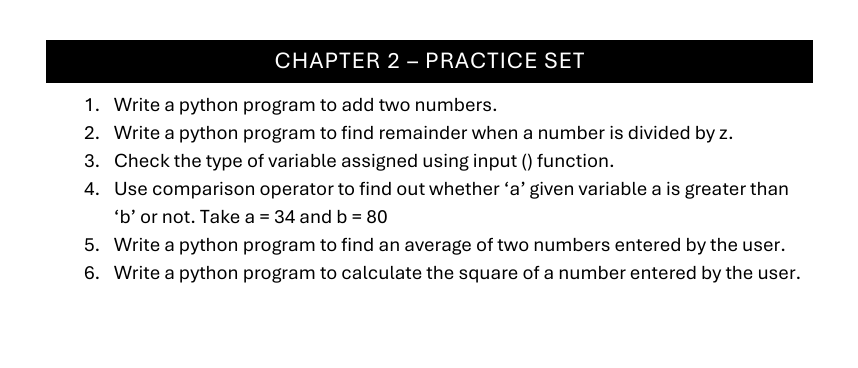 CHAPTER 2 – PRACTICE SET
1. Write a python program to add two numbers.
2. Write a python program to find remainder when a number is divided by z.
3. Check the type of variable assigned using input () function.
4. Use comparison operator to find out whether ‘a’ given variable a is greater than
‘b’ or not. Take a = 34 and b = 80
5. Write a python program to find an average of two numbers entered by the user.
6. Write a python program to calculate the square of a number entered by the user.